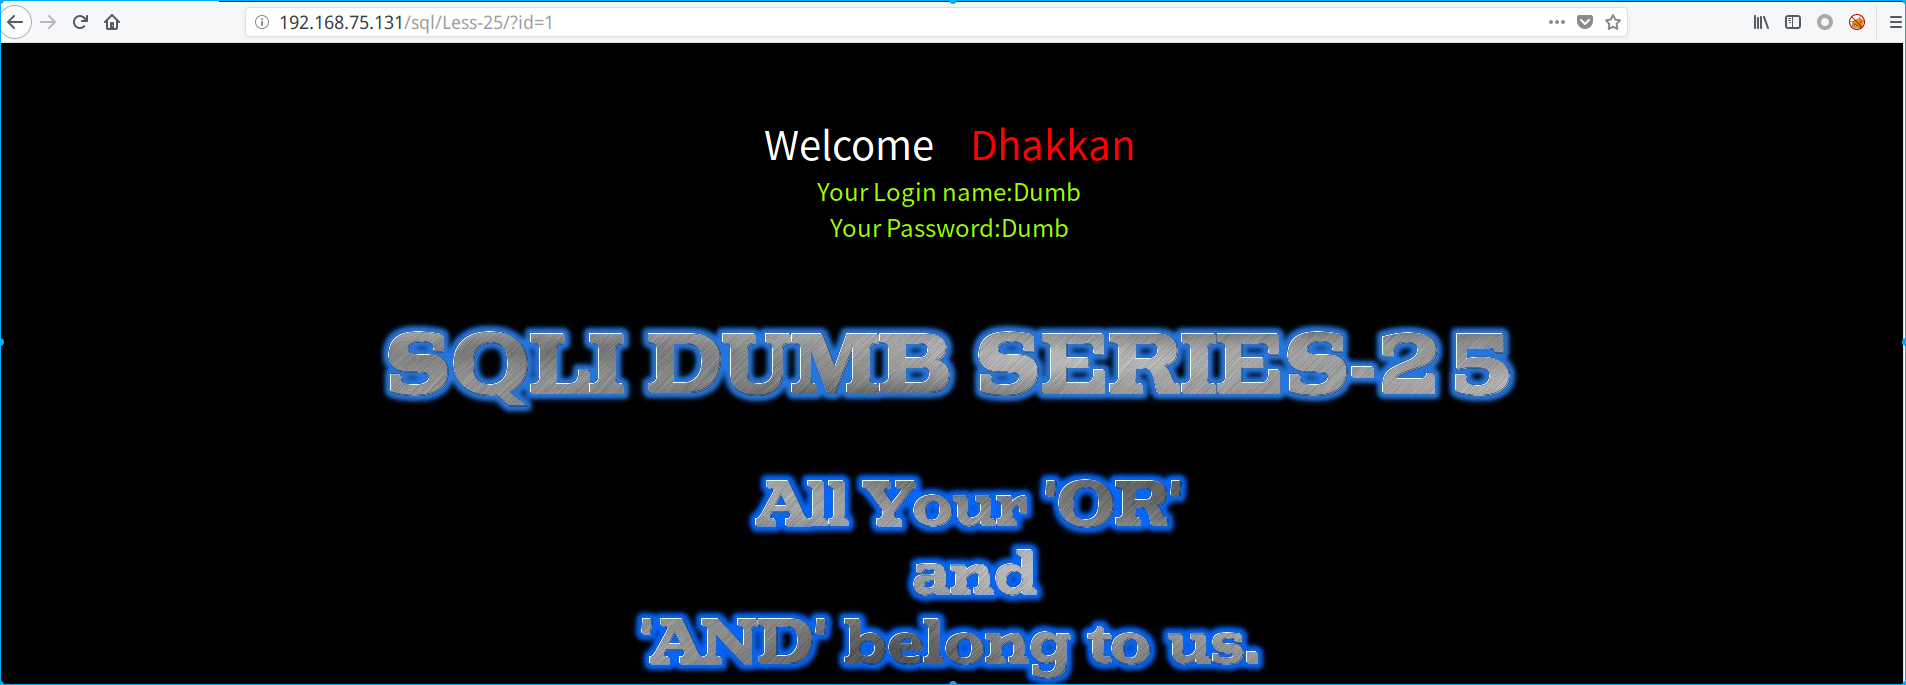 192.168.75.131/sql/Less-25/?id=1
Welcome Dhakkan
Your Login name:Dumb
Your Password:Dumb
SQLI DUMB SERIES-25
All Your 'OR'
and
'AND' belong to us.